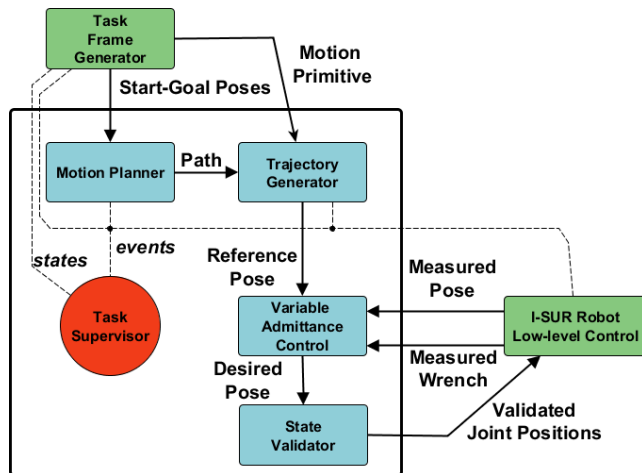 Task
Frame
Generator
Motion
Primitive
Start-Goal Poses
Motion Planner
Path
Trajectory
Generator
states
events
Reference
Pose
Measured
Pose
Task
Supervisor
Variable
Admittance
Control
I-SUR Robot
Low-level Control
Measured
Wrench
Desired
Pose
State
Validator
Validated
Joint Positions